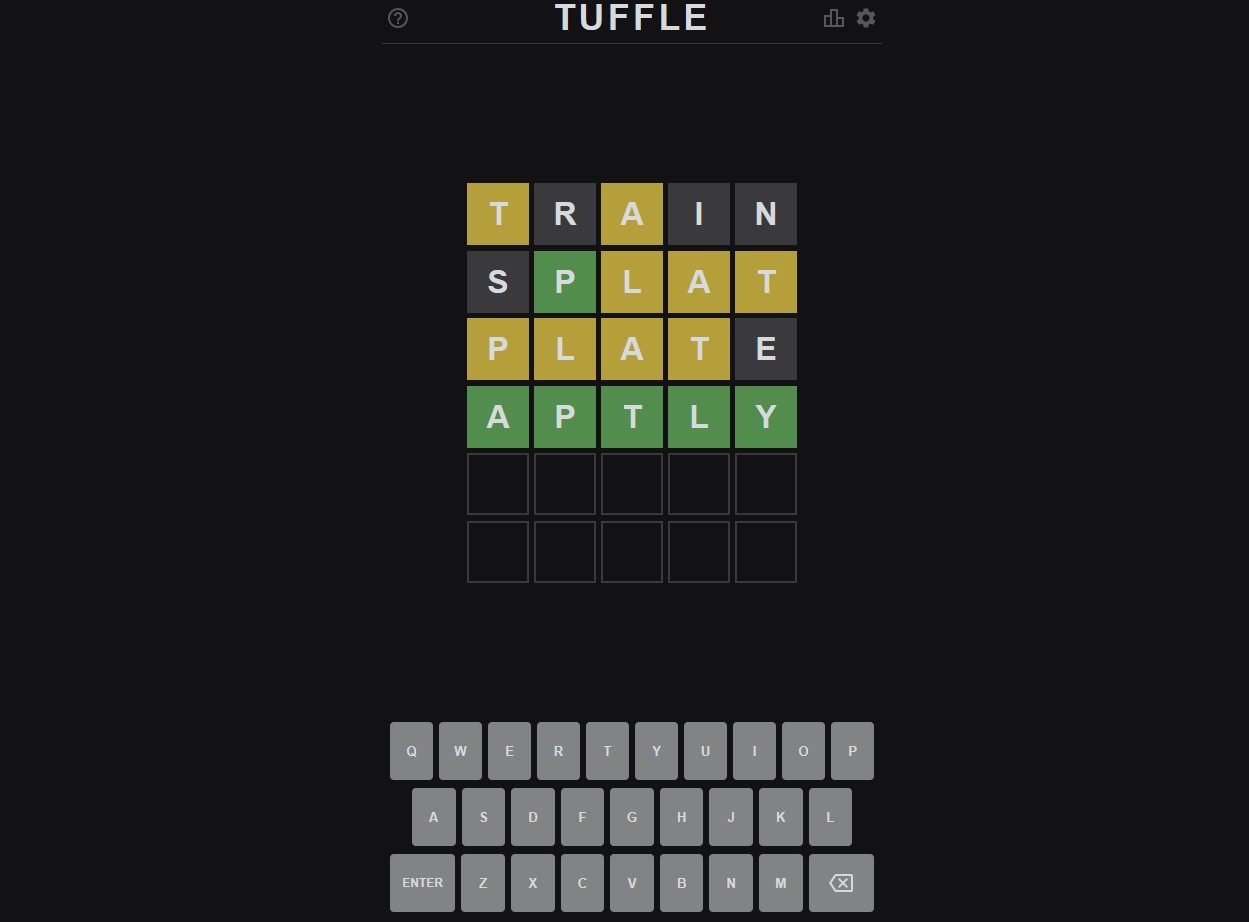 TUFFLE
T R A I N
S P L A T
P L A T E
A P T L Y
Q W E R T Y U I O P
A S D F G H J K L
ENTER Z X C V B N M